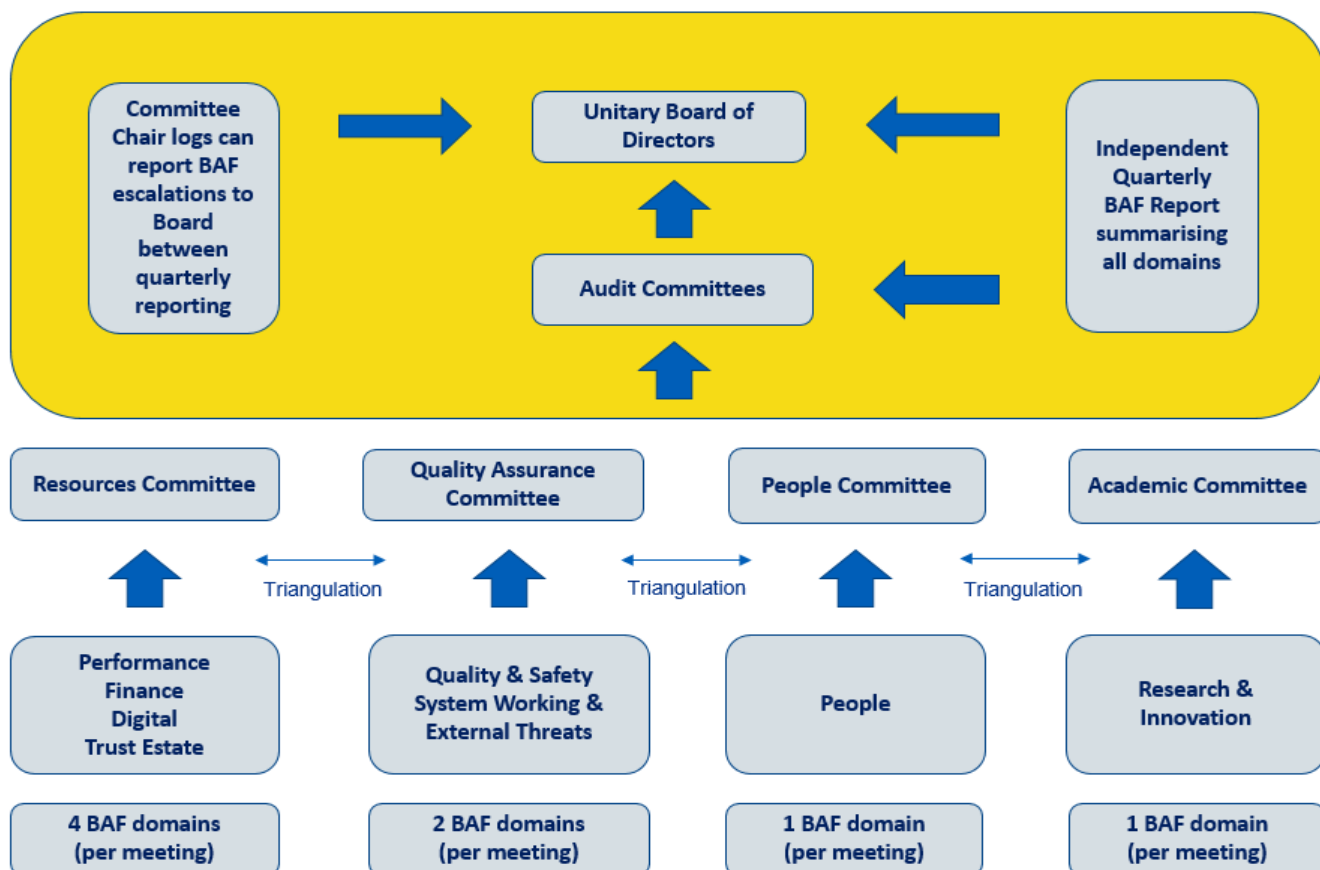 Committee
Chair logs can
report BAF
escalations to
Board
between
quarterly
reporting
Unitary Board of
Directors
Independent
Quarterly
BAF Report
summarising
all domains
Audit Committees
Resources Committee
Quality Assurance
Committee
People Committee
Academic Committee
Triangulation
Triangulation
Triangulation
Performance
Finance
Digital
Trust Estate
Quality & Safety
System Working &
External Threats
People
Research &
Innovation
4 BAF domains
(per meeting)
2 BAF domains
(per meeting)
1 BAF domain
(per meeting)
1 BAF domain
(per meeting)